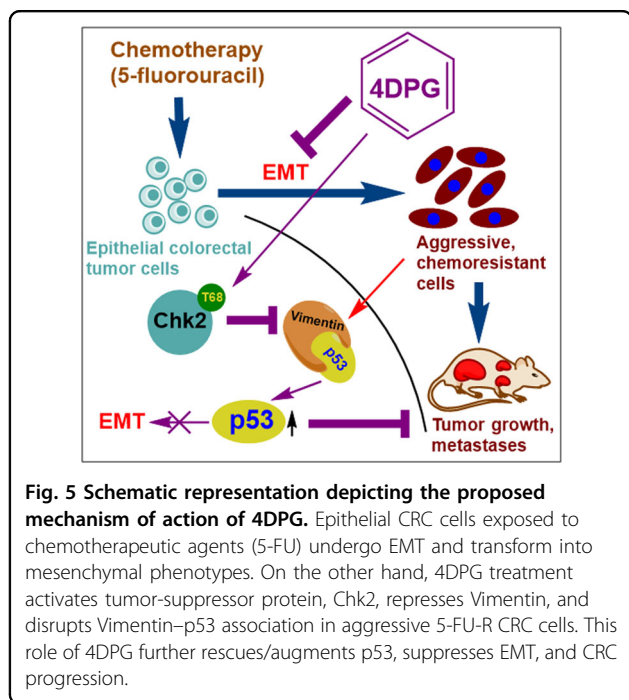 Chemotherapy
(5-fluorouracil)
4DPG
EMT
Epithelial colorectal
tumor cells
Aggressive,
chemoresistant
cells
T68
Chk2
Vimentin
p53
EMT
p53
Tumor growth,
metastases
Fig. 5 Schematic representation depicting the proposed
mechanism of action of 4DPG. Epithelial CRC cells exposed to
chemotherapeutic agents (5-FU) undergo EMT and transform into
mesenchymal phenotypes. On the other hand, 4DPG treatment
activates tumor-suppressor protein, Chk2, represses Vimentin, and
disrupts Vimentin–p53 association in aggressive 5-FU-R CRC cells. This
role of 4DPG further rescues/augments p53, suppresses EMT, and CRC
progression.